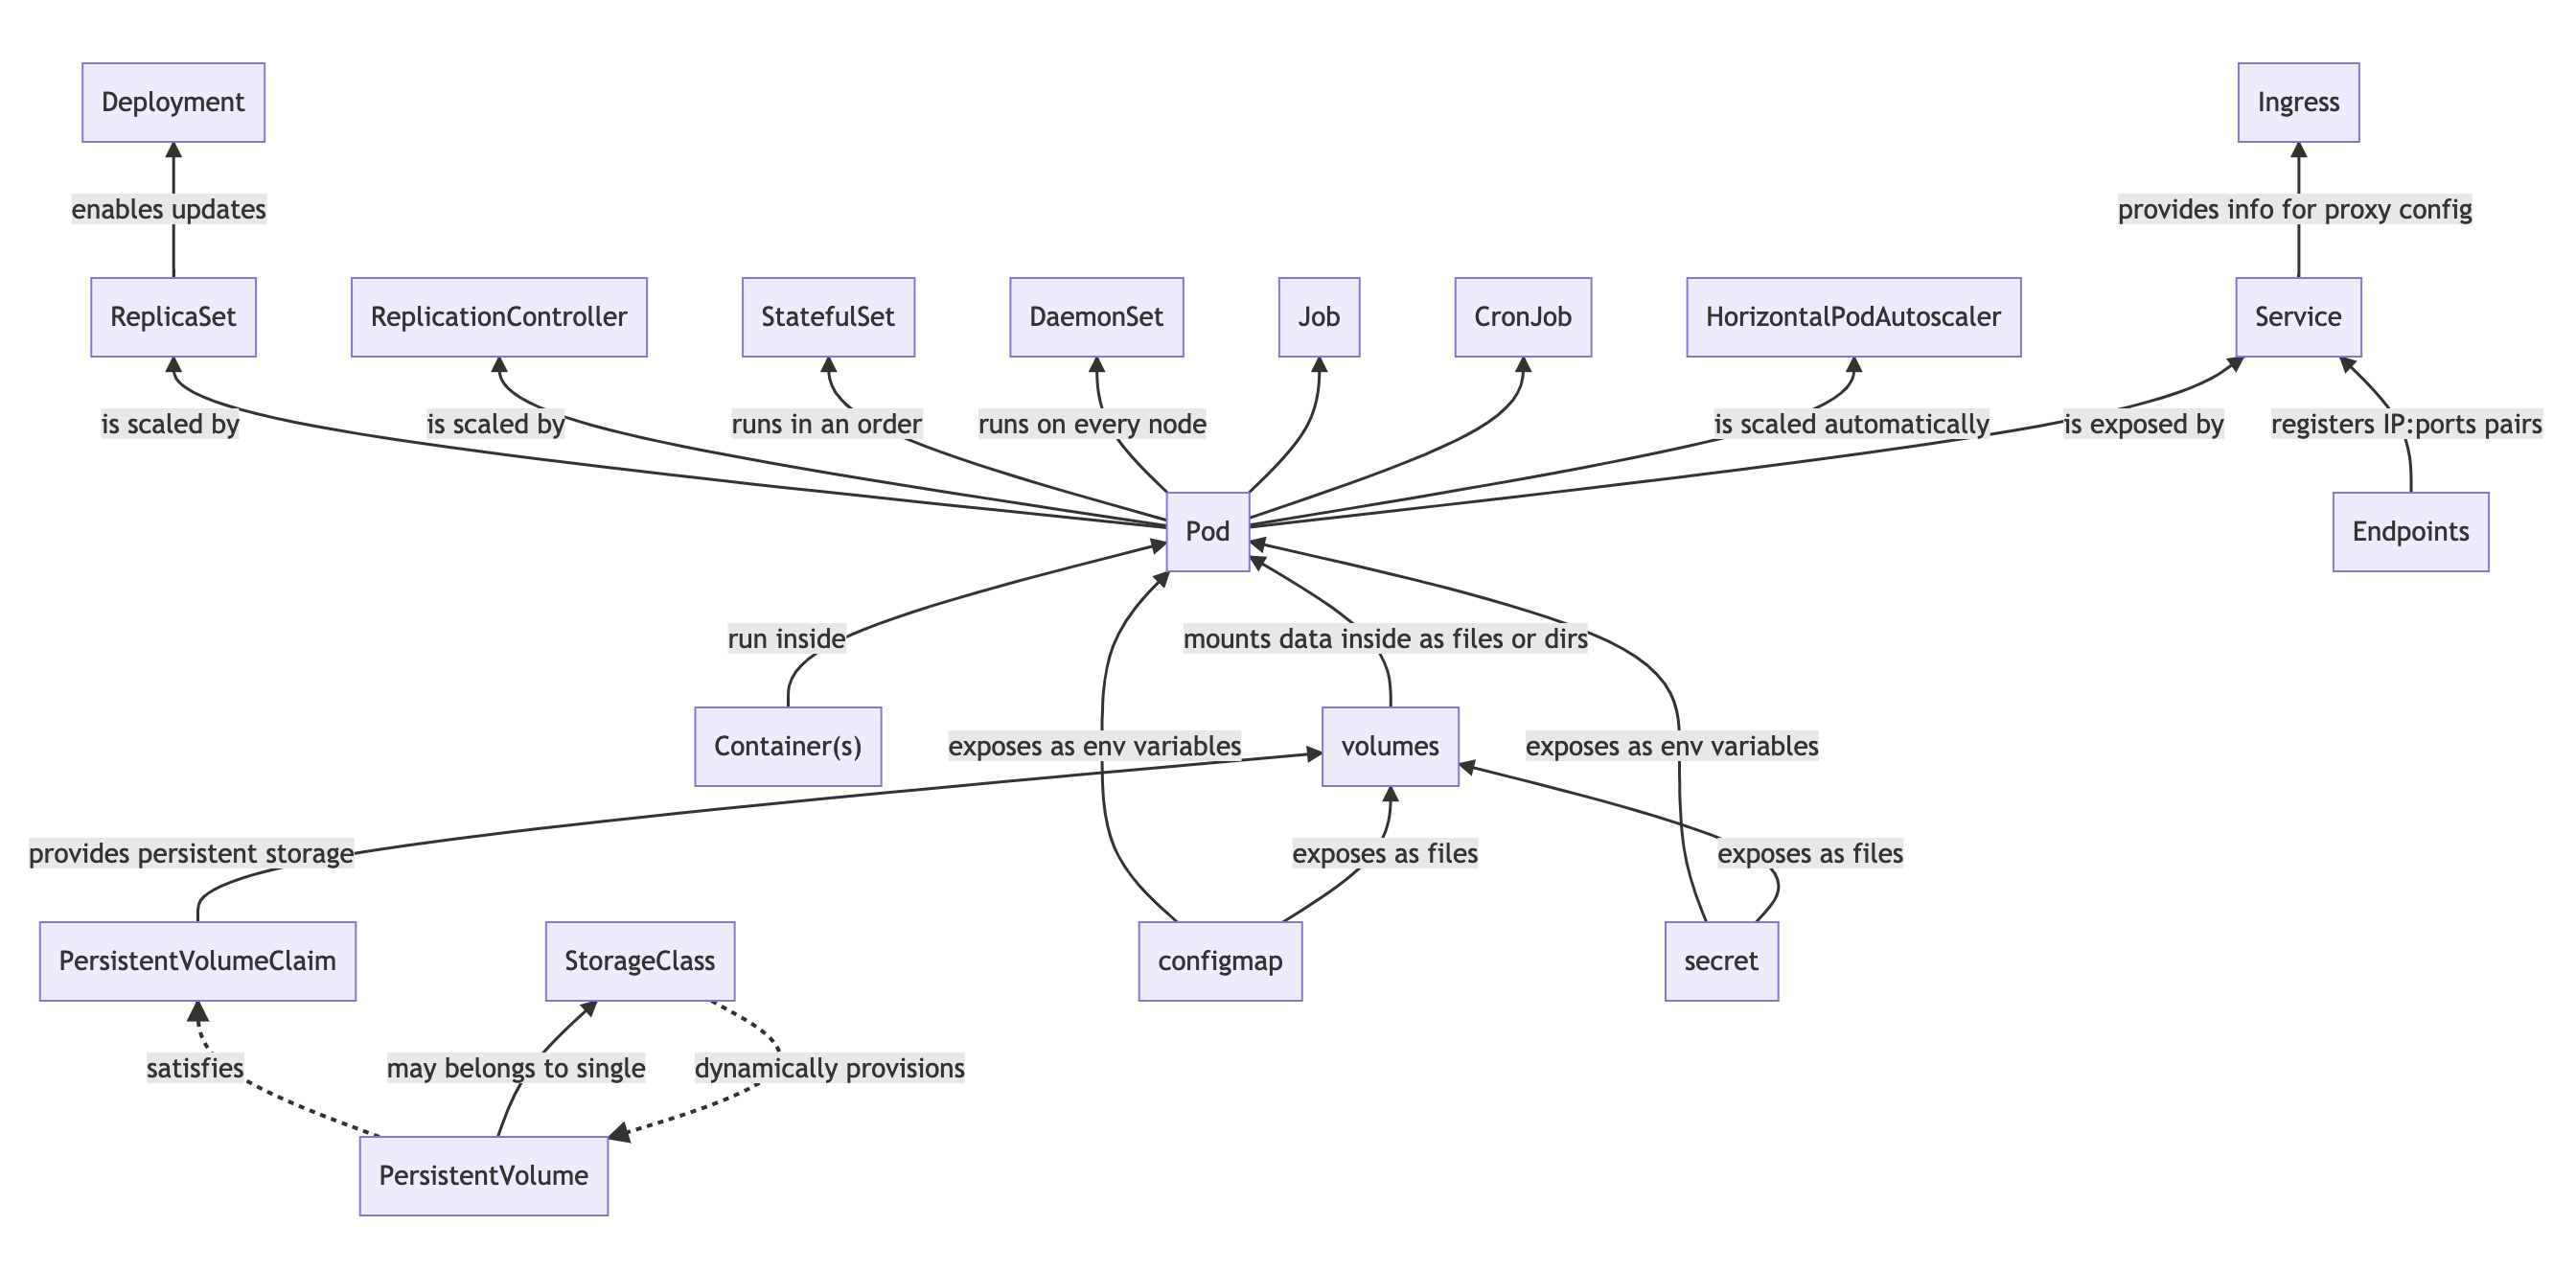 Deployment
Ingress
enables updates
provides info for proxy config
ReplicaSet
ReplicationController
StatefulSet
DaemonSet
Job
CronJob
HorizontalPodAutoscaler
Service
is scaled by
is scaled by
runs in an order
runs on every node
is scaled automatically
is exposed by
registers IP:ports pairs
Pod
Endpoints
run inside
mounts data inside as files or dirs
Container(s)
exposes as env variables
volumes
exposes as env variables
provides persistent storage
exposes as files
exposes as files
PersistentVolumeClaim
StorageClass
configmap
secret
satisfies
may belongs to single
dynamically provisions
PersistentVolume